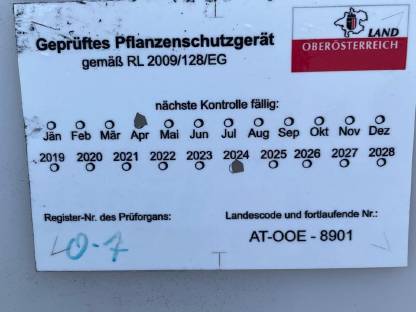 Geprüftes Pflanzenschutzgerät
gemäß RL 2009/128/EG
LAND
OBERÖSTERREICH
nächste Kontrolle fällig:
Jän Feb Mär Apr Mai Jun Jul Aug Sep Okt Nov Dez
2019 2020 2021 2022 2023 2024 2025 2026 2027 2028
Register-Nr. des Prüforgans:
LO-7
Landescode und fortlaufende Nr.:
AT-OOE - 8901